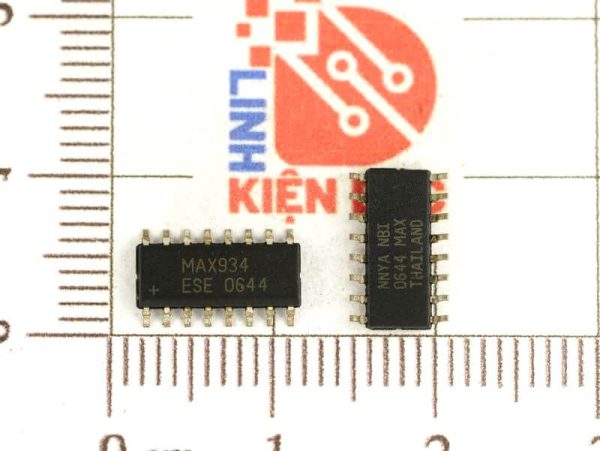 LINH
KIỆN
MAX934
+ ESE 0644
NNYA NBI
0644 MAX
THAILAND
0
1
2